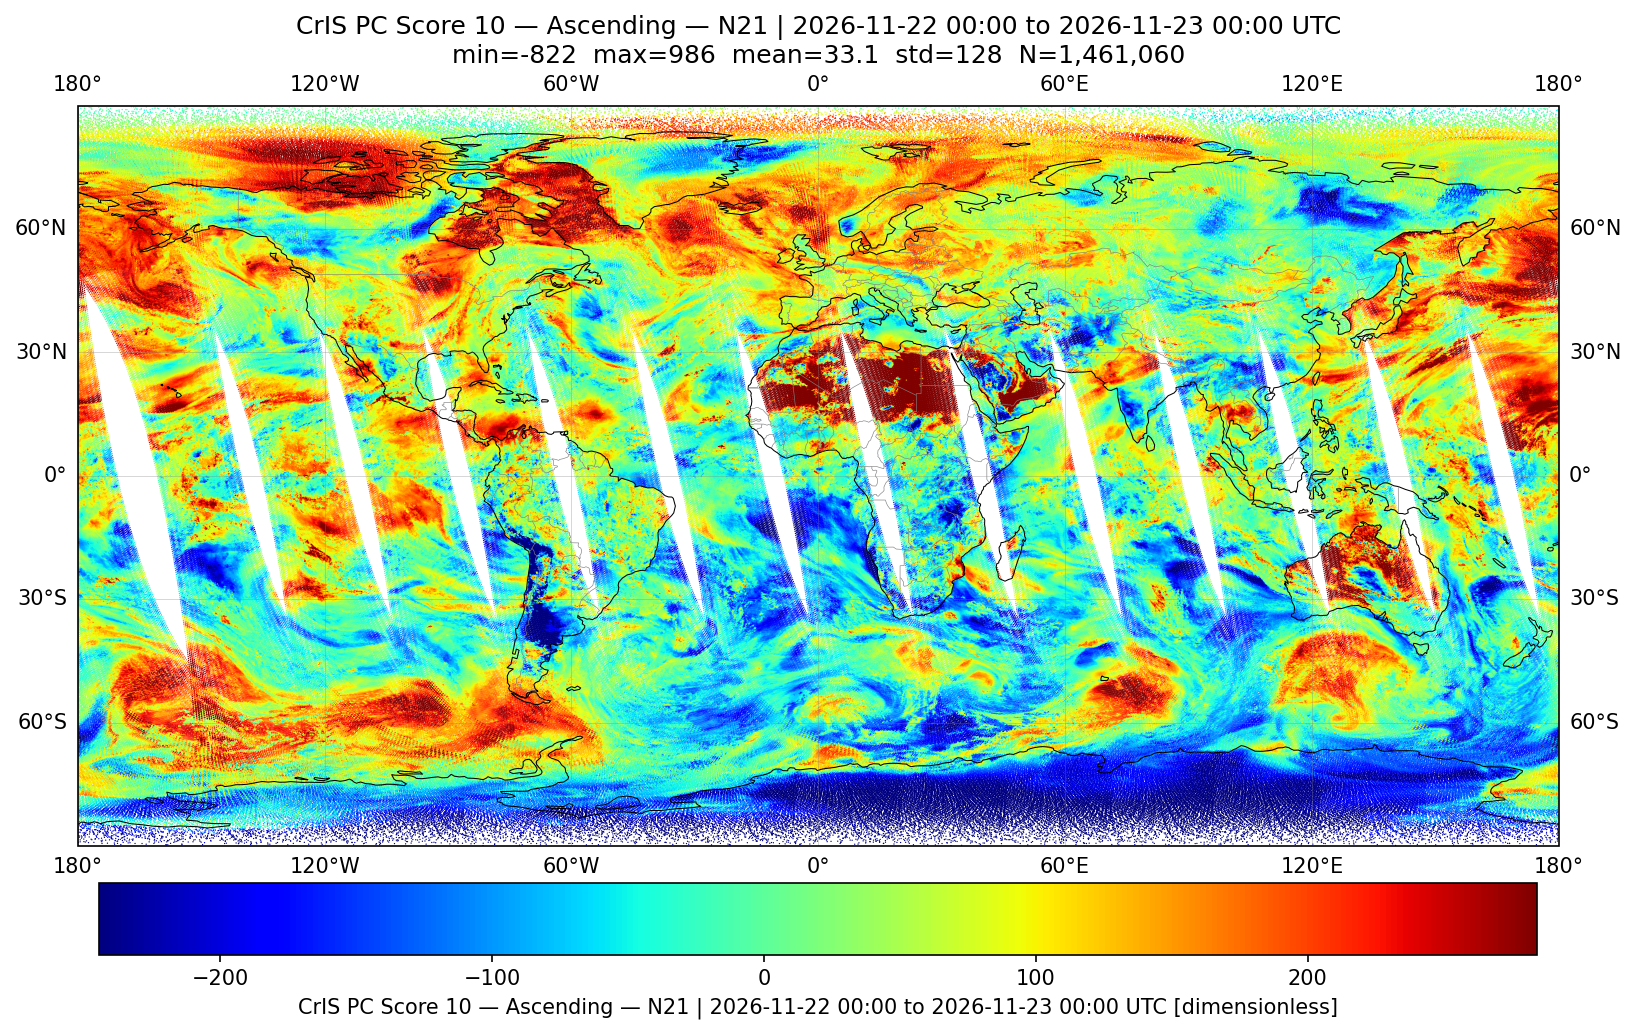 CrIS PC Score 10 — Ascending — N21 | 2026-11-22 00:00 to 2026-11-23 00:00 UTC
min=-822  max=986  mean=33.1  std=128  N=1,461,060
180° 120°W 60°W 0° 60°E 120°E 180°
60°N 60°N
30°N 30°N
0° 0°
30°S 30°S
60°S 60°S
180° 120°W 60°W 0° 60°E 120°E 180°
−200 −100 0 100 200
CrIS PC Score 10 — Ascending — N21 | 2026-11-22 00:00 to 2026-11-23 00:00 UTC [dimensionless]